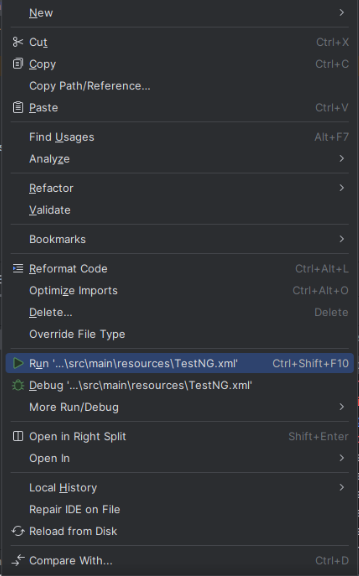 New
Cut Ctrl+X
Copy Ctrl+C
Copy Path/Reference...
Paste Ctrl+V
Find Usages Alt+F7
Analyze
Refactor
Validate
Bookmarks
Reformat Code Ctrl+Alt+L
Optimize Imports Ctrl+Alt+O
Delete... Delete
Override File Type
Run '...\src\main\resources\TestNG.xml' Ctrl+Shift+F10
Debug '...\src\main\resources\TestNG.xml'
More Run/Debug
Open in Right Split Shift+Enter
Open In
Local History
Repair IDE on File
Reload from Disk
Compare With... Ctrl+D